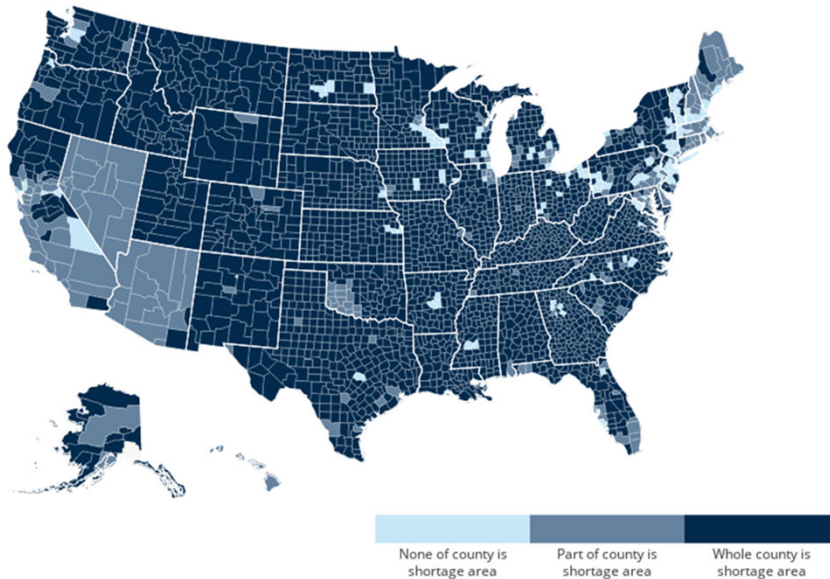 None of county is
shortage area
Part of county is
shortage area
Whole county is
shortage area